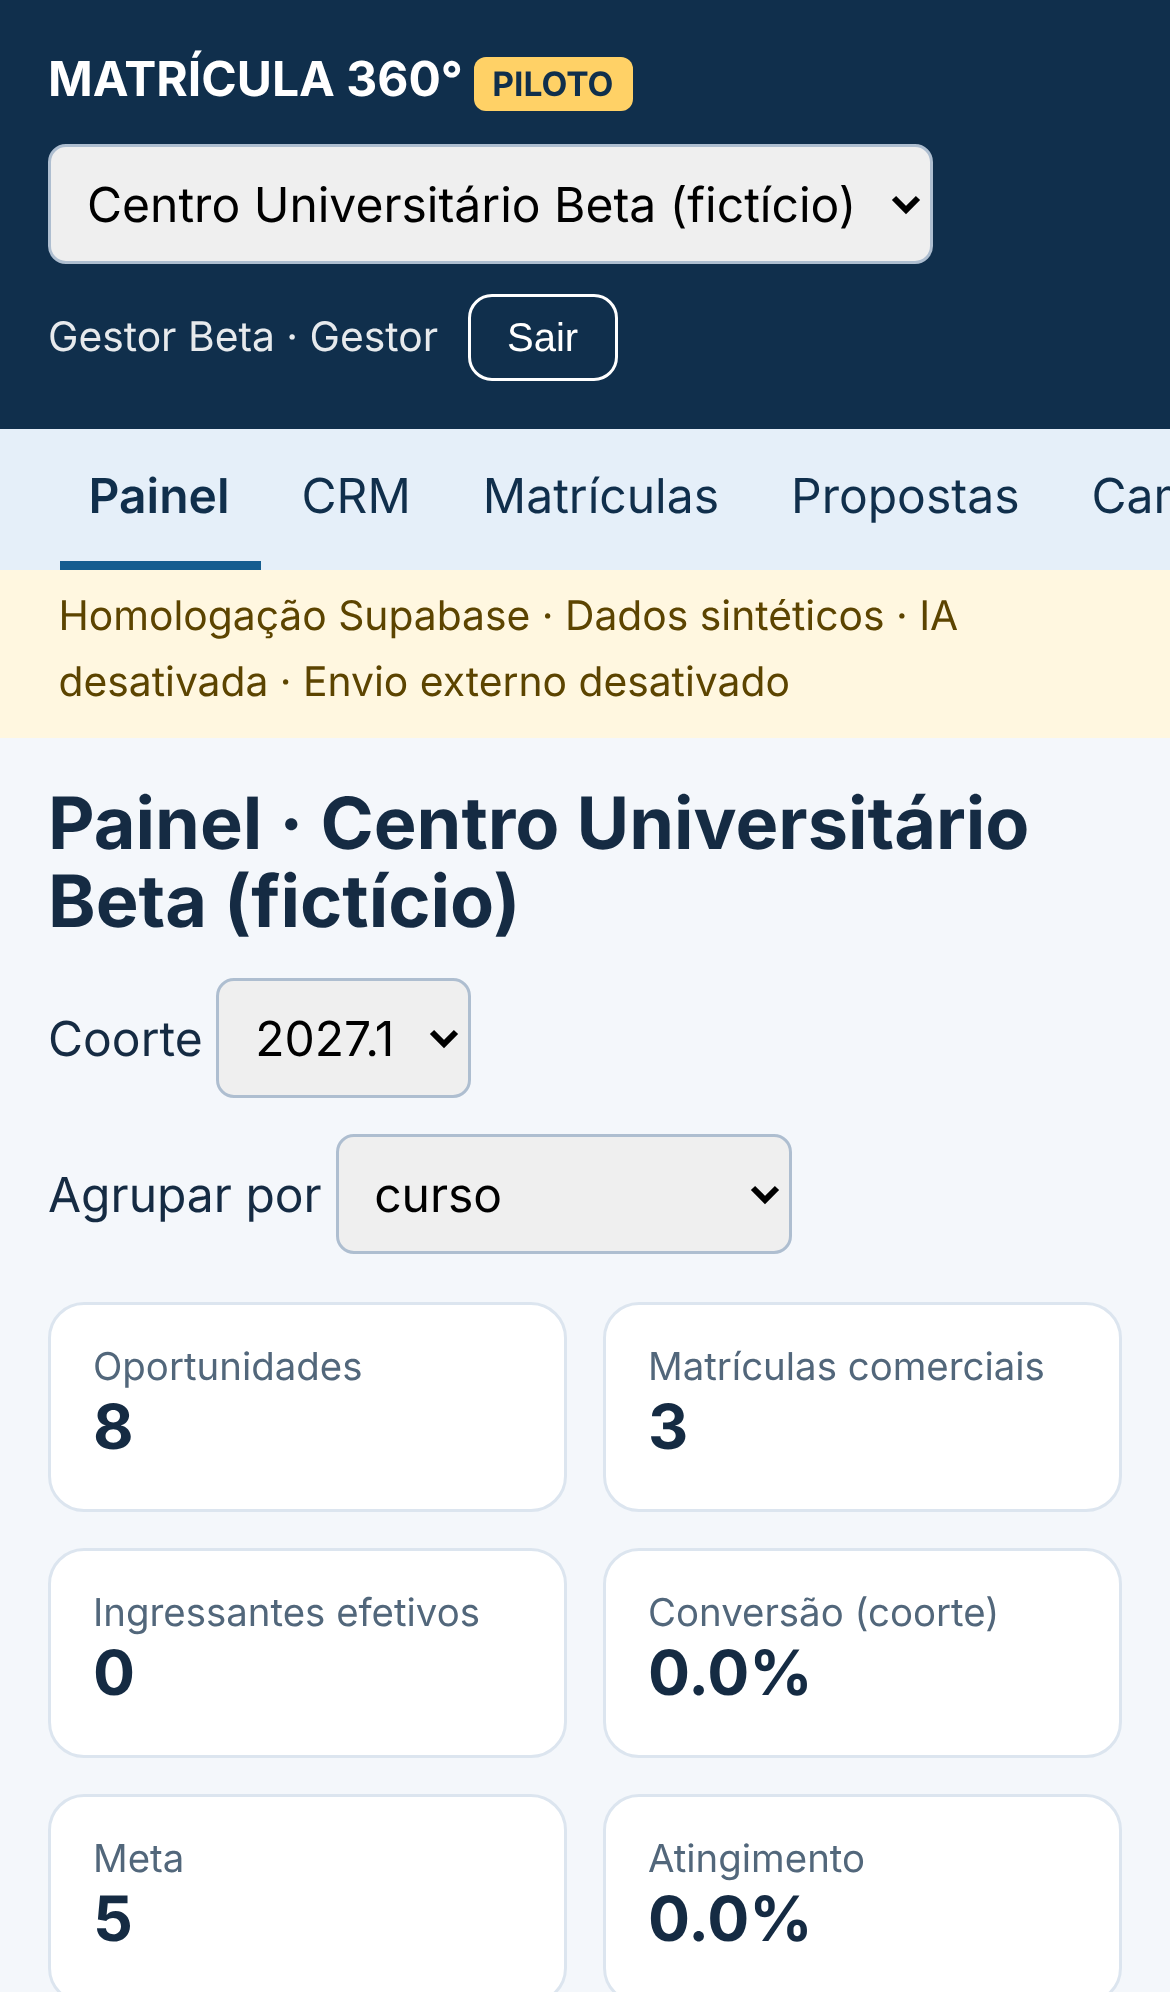 MATRÍCULA 360° PILOTO
Centro Universitário Beta (fictício)
Gestor Beta · Gestor Sair
Painel CRM Matrículas Propostas
Homologação Supabase · Dados sintéticos · IA
desativada · Envio externo desativado
Painel · Centro Universitário
Beta (fictício)
Coorte 2027.1
Agrupar por curso
Oportunidades
8
Matrículas comerciais
3
Ingressantes efetivos
0
Conversão (coorte)
0.0%
Meta
5
Atingimento
0.0%